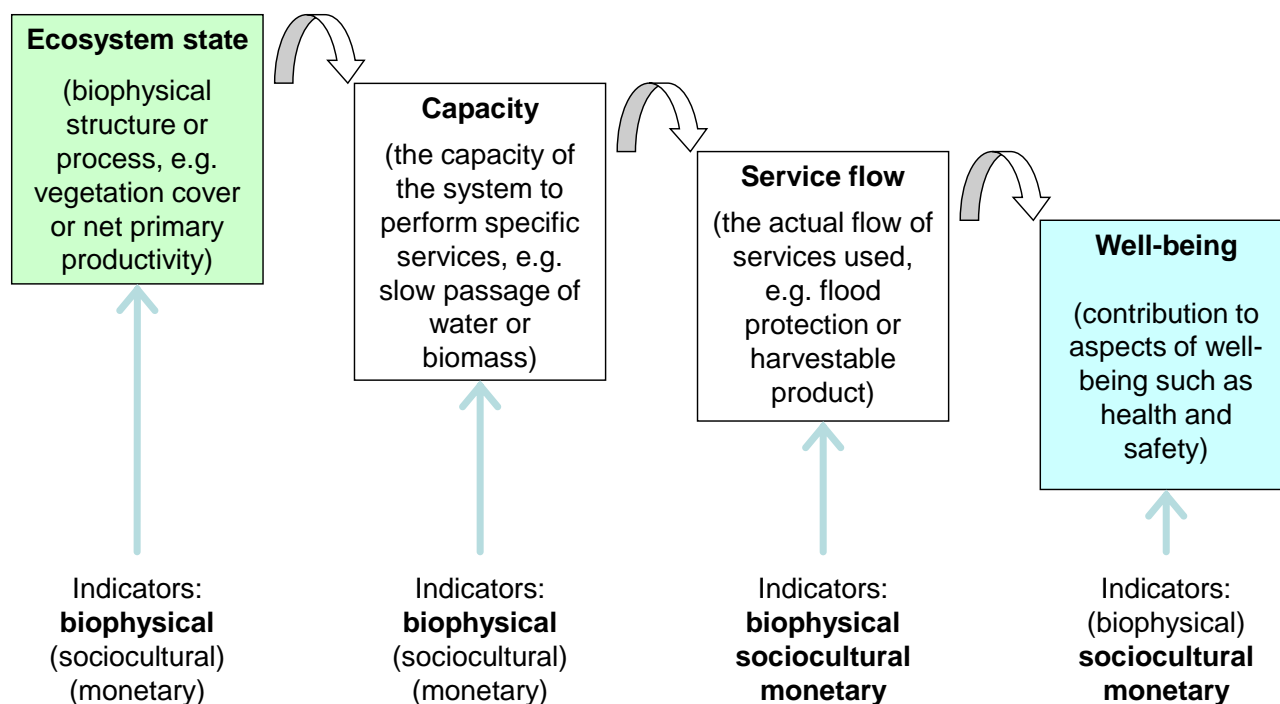 Ecosystem state
(biophysical
structure or
process, e.g.
vegetation cover
or net primary
productivity)
Capacity
(the capacity of
the system to
perform specific
services, e.g.
slow passage of
water or
biomass)
Service flow
(the actual flow of
services used,
e.g. flood
protection or
harvestable
product)
Well-being
(contribution to
aspects of well-
being such as
health and
safety)
Indicators:
biophysical
(sociocultural)
(monetary)
Indicators:
biophysical
(sociocultural)
(monetary)
Indicators:
biophysical
sociocultural
monetary
Indicators:
(biophysical)
sociocultural
monetary